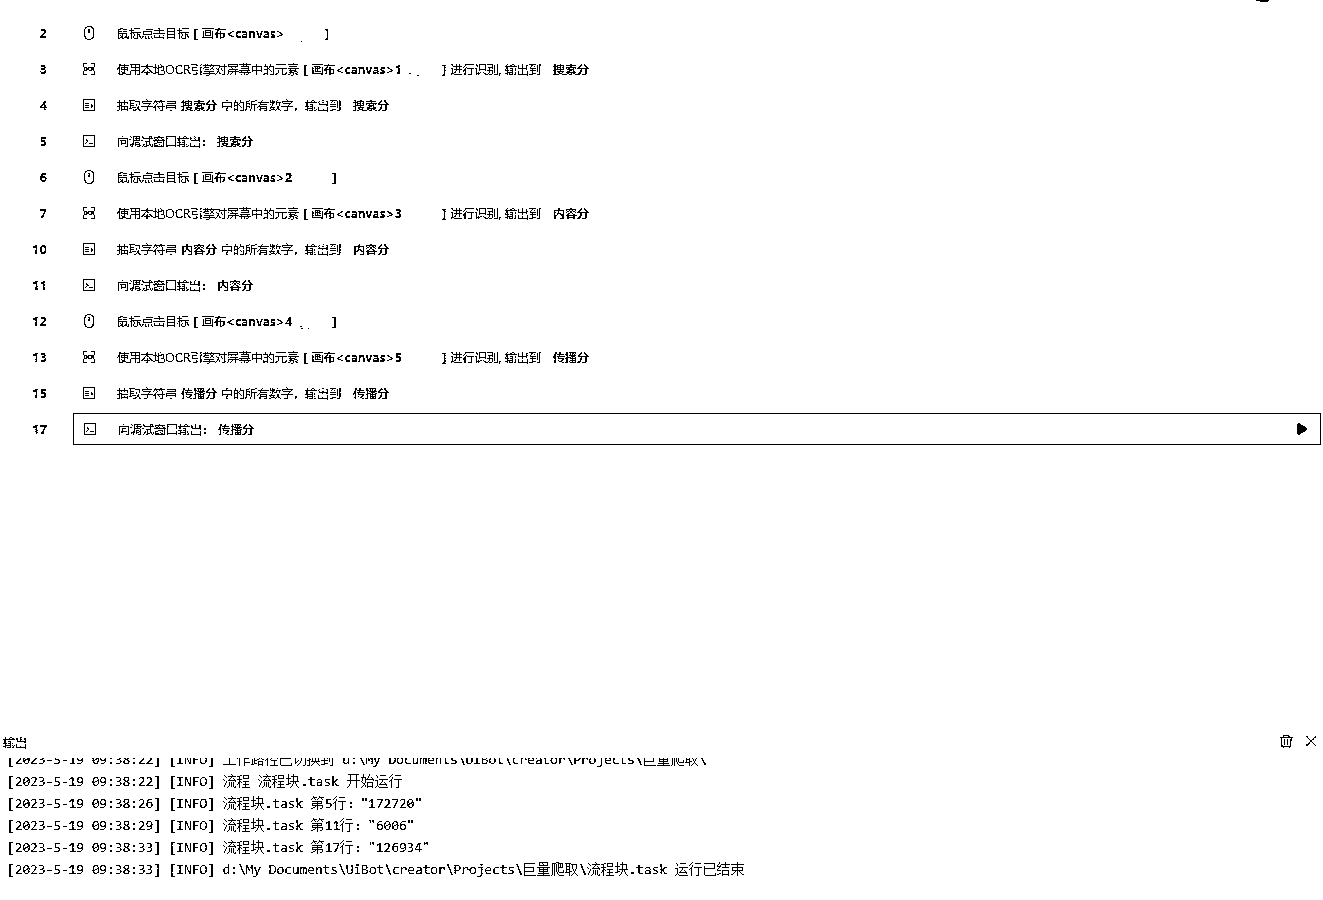 2 鼠标点击目标 [ 画布<canvas> ]
3 使用本地OCR引擎对屏幕中的元素 [ 画布<canvas>1 ] 进行识别, 输出到 搜索分
4 抽取字符串 搜索分 中的所有数字，输出到 搜索分
5 向调试窗口输出： 搜索分
6 鼠标点击目标 [ 画布<canvas>2 ]
7 使用本地OCR引擎对屏幕中的元素 [ 画布<canvas>3 ] 进行识别, 输出到 内容分
10 抽取字符串 内容分 中的所有数字，输出到 内容分
11 向调试窗口输出： 内容分
12 鼠标点击目标 [ 画布<canvas>4 ]
13 使用本地OCR引擎对屏幕中的元素 [ 画布<canvas>5 ] 进行识别, 输出到 传播分
15 抽取字符串 传播分 中的所有数字，输出到 传播分
17 向调试窗口输出： 传播分
输出
[2023-5-19 09:38:22] [INFO] 工作路径已切换到 d:\My Documents\UiBot\creator\Projects\巨量爬取\
[2023-5-19 09:38:22] [INFO] 流程 流程块.task 开始运行
[2023-5-19 09:38:26] [INFO] 流程块.task 第5行："172720"
[2023-5-19 09:38:29] [INFO] 流程块.task 第11行："6006"
[2023-5-19 09:38:33] [INFO] 流程块.task 第17行："126934"
[2023-5-19 09:38:33] [INFO] d:\My Documents\UiBot\creator\Projects\巨量爬取\流程块.task 运行已结束